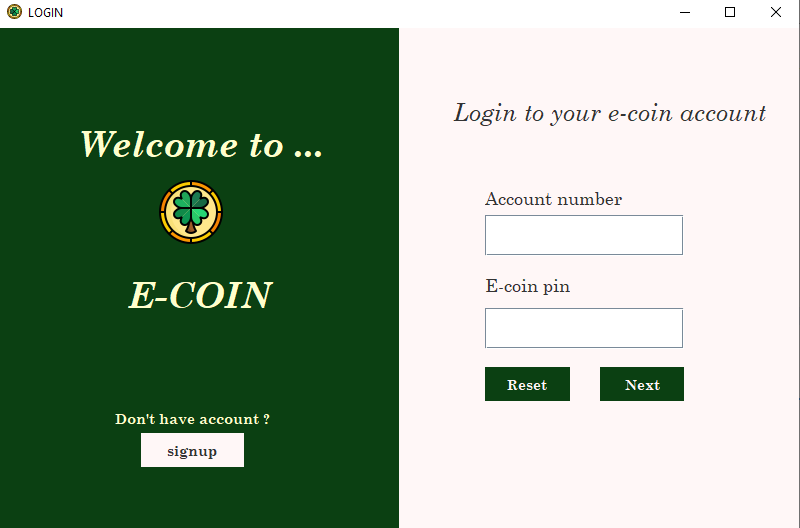 LOGIN
Welcome to ...
E-COIN
Don't have account ?
signup
Login to your e-coin account
Account number
E-coin pin
Reset
Next